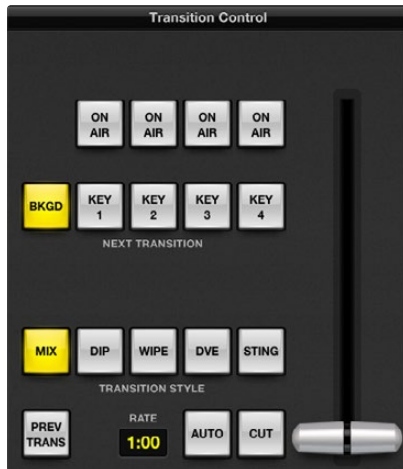 Transition Control
ON AIR ON AIR ON AIR ON AIR
BKGD KEY 1 KEY 2 KEY 3 KEY 4
NEXT TRANSITION
MIX DIP WIPE DVE STING
TRANSITION STYLE
PREV TRANS RATE 1:00 AUTO CUT